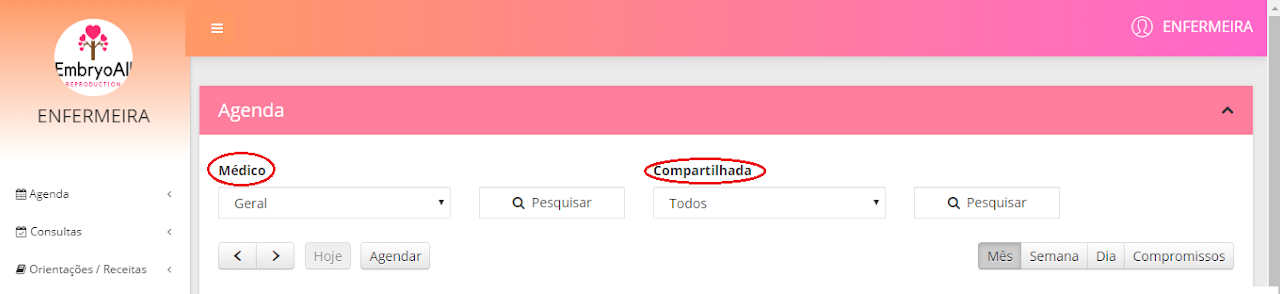 EmbryoAll
REPRODUCTION
ENFERMEIRA
Agenda
Consultas
Orientações / Receitas
ENFERMEIRA
Agenda
Médico Compartilhada
Geral Pesquisar Todos Pesquisar
Hoje Agendar Mês Semana Dia Compromissos